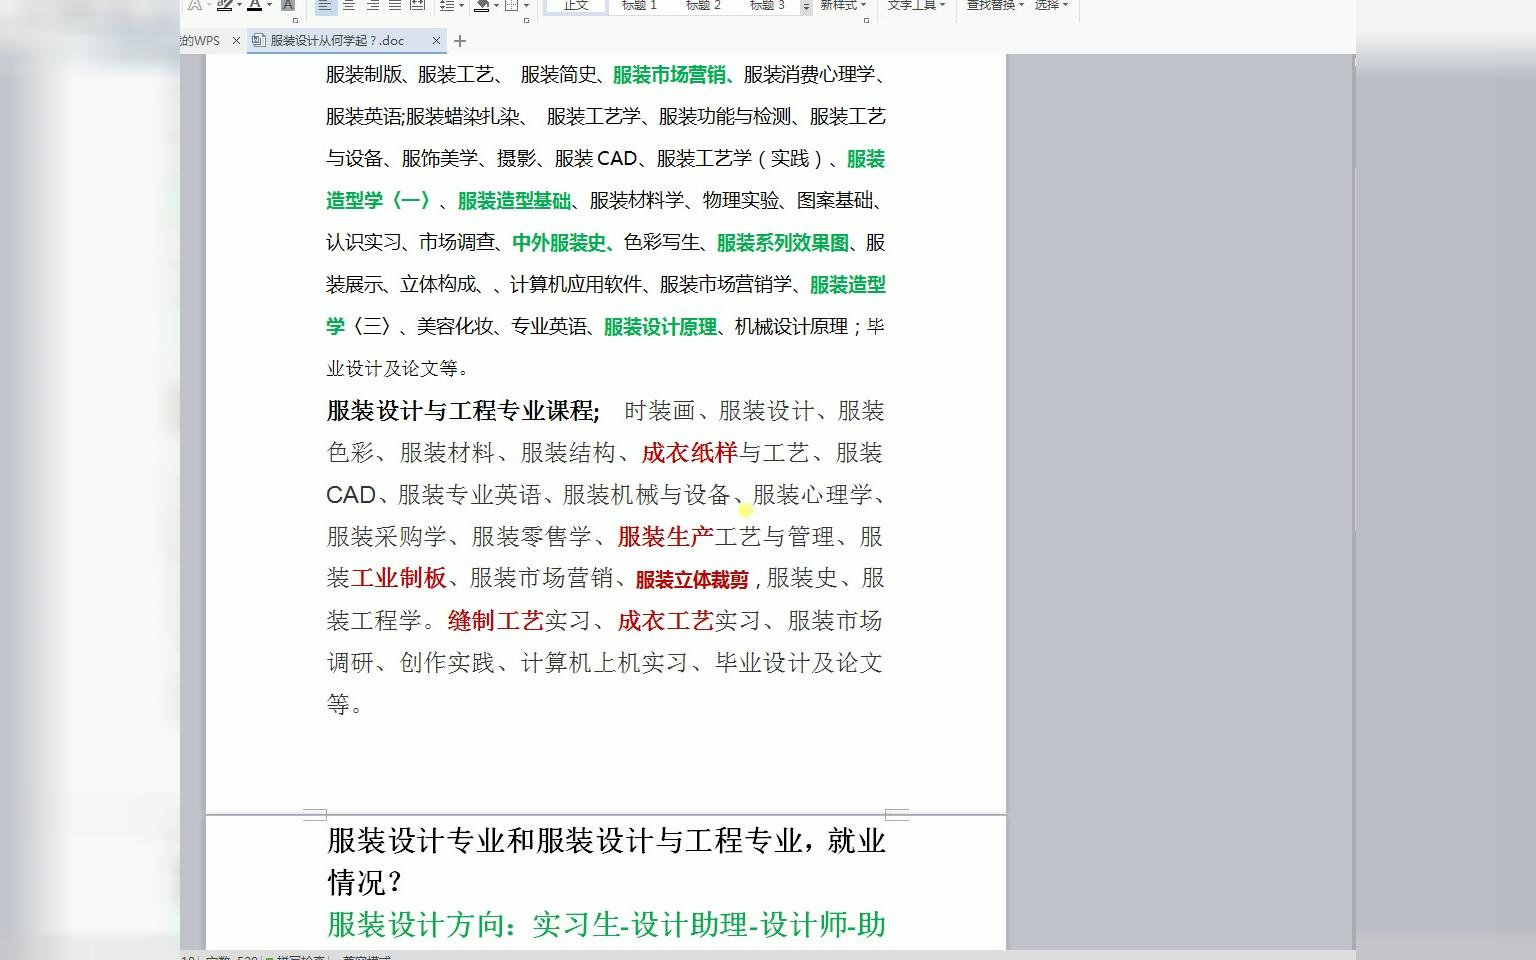 正文 标题 1 标题 2 标题 3 新样式 文字工具 查找替换 选择
的WPS 服装设计从何学起？.doc
服装制版、服装工艺、 服装简史、服装市场营销、服装消费心理学、
服装英语;服装蜡染扎染、 服装工艺学、服装功能与检测、服装工艺
与设备、服饰美学、摄影、服装 CAD、服装工艺学（实践）、服装
造型学〈一〉、服装造型基础、服装材料学、物理实验、图案基础、
认识实习、市场调查、中外服装史、色彩写生、服装系列效果图、服
装展示、立体构成、、计算机应用软件、服装市场营销学、服装造型
学〈三〉、美容化妆、专业英语、服装设计原理、机械设计原理；毕
业设计及论文等。
服装设计与工程专业课程; 时装画、服装设计、服装
色彩、服装材料、服装结构、成衣纸样与工艺、服装
CAD、服装专业英语、服装机械与设备、服装心理学、
服装采购学、服装零售学、服装生产工艺与管理、服
装工业制板、服装市场营销、服装立体裁剪，服装史、服
装工程学。缝制工艺实习、成衣工艺实习、服装市场
调研、创作实践、计算机上机实习、毕业设计及论文
等。
服装设计专业和服装设计与工程专业，就业
情况？
服装设计方向：实习生-设计助理-设计师-助